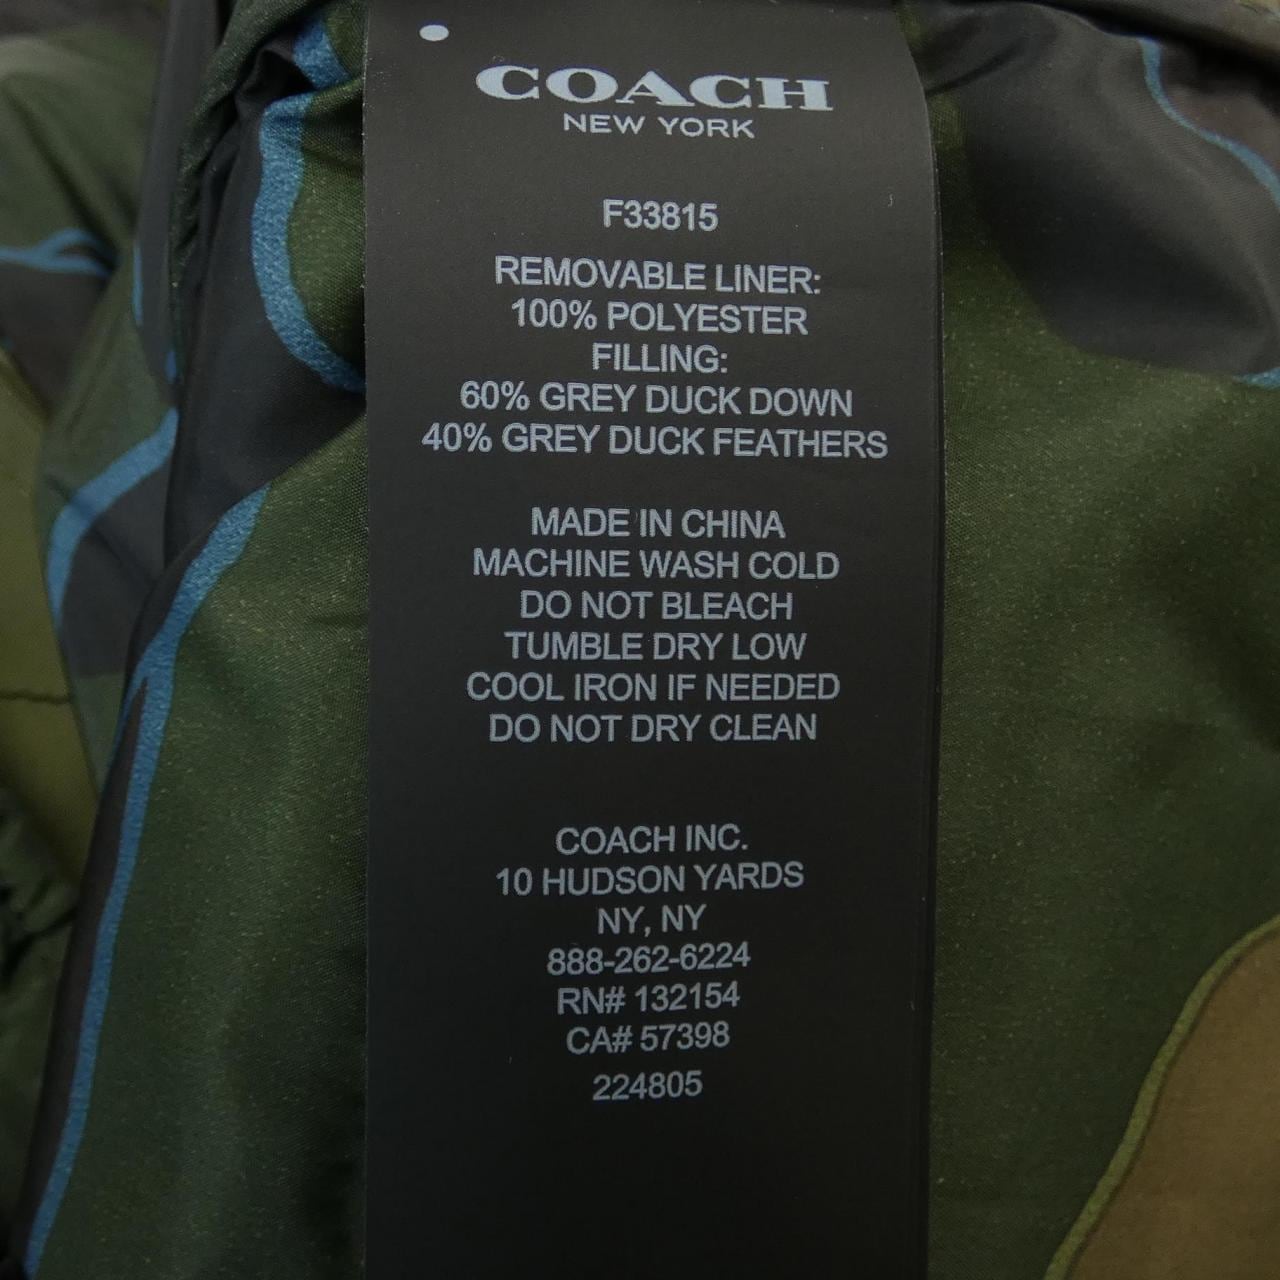 COACH
NEW YORK
F33815
REMOVABLE LINER:
100% POLYESTER
FILLING:
60% GREY DUCK DOWN
40% GREY DUCK FEATHERS
MADE IN CHINA
MACHINE WASH COLD
DO NOT BLEACH
TUMBLE DRY LOW
COOL IRON IF NEEDED
DO NOT DRY CLEAN
COACH INC.
10 HUDSON YARDS
NY, NY
888-262-6224
RN# 132154
CA# 57398
224805